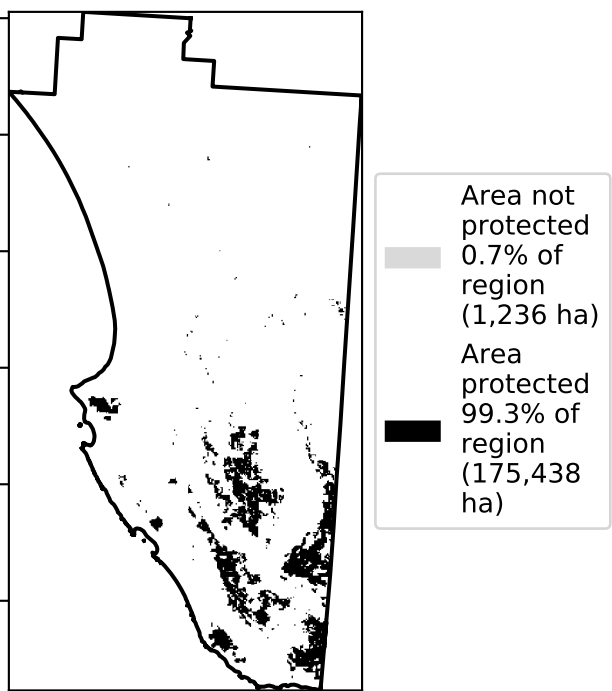 Area not
protected
0.7% of
region
(1,236 ha)
Area
protected
99.3% of
region
(175,438
ha)